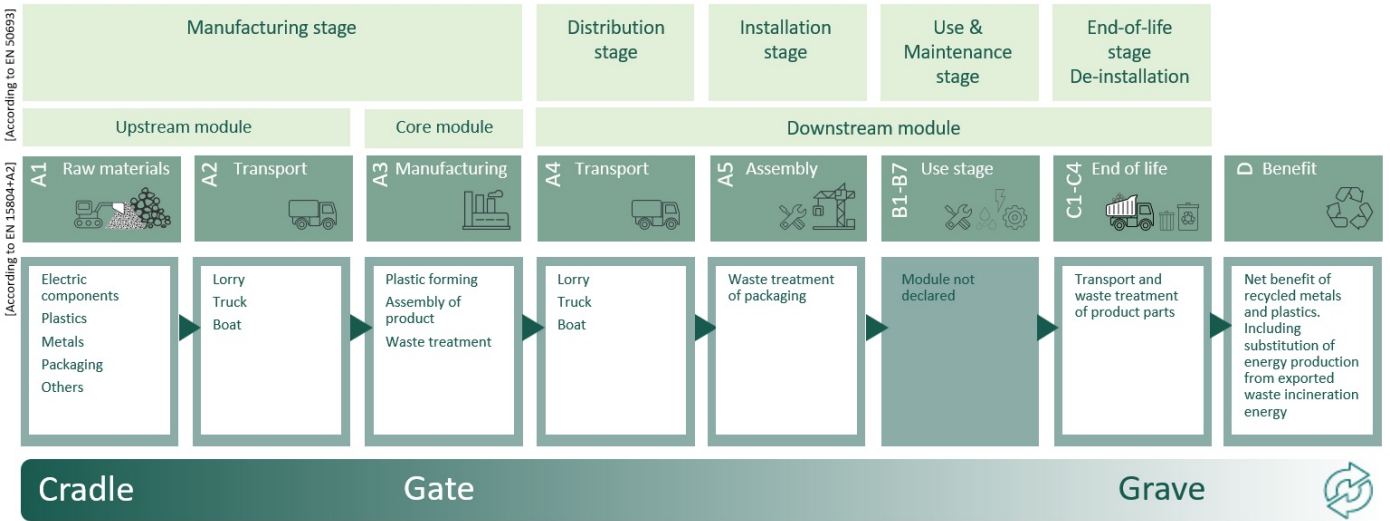 [According to EN 50693]
Manufacturing stage
Distribution
stage
Installation
stage
Use &
Maintenance
stage
End-of-life
stage
De-installation
Upstream module
Core module
Downstream module
[According to EN 15804+A2]
A1
Raw materials
A2
Transport
A3
Manufacturing
A4
Transport
A5
Assembly
B1-B7
Use stage
C1-C4
End of life
D
Benefit
Electric
components
Plastics
Metals
Packaging
Others
Lorry
Truck
Boat
Plastic forming
Assembly of
product
Waste treatment
Lorry
Truck
Boat
Waste treatment
of packaging
Module not
declared
Transport and
waste treatment
of product parts
Net benefit of
recycled metals
and plastics.
Including
substitution of
energy production
from exported
waste incineration
energy
Cradle
Gate
Grave